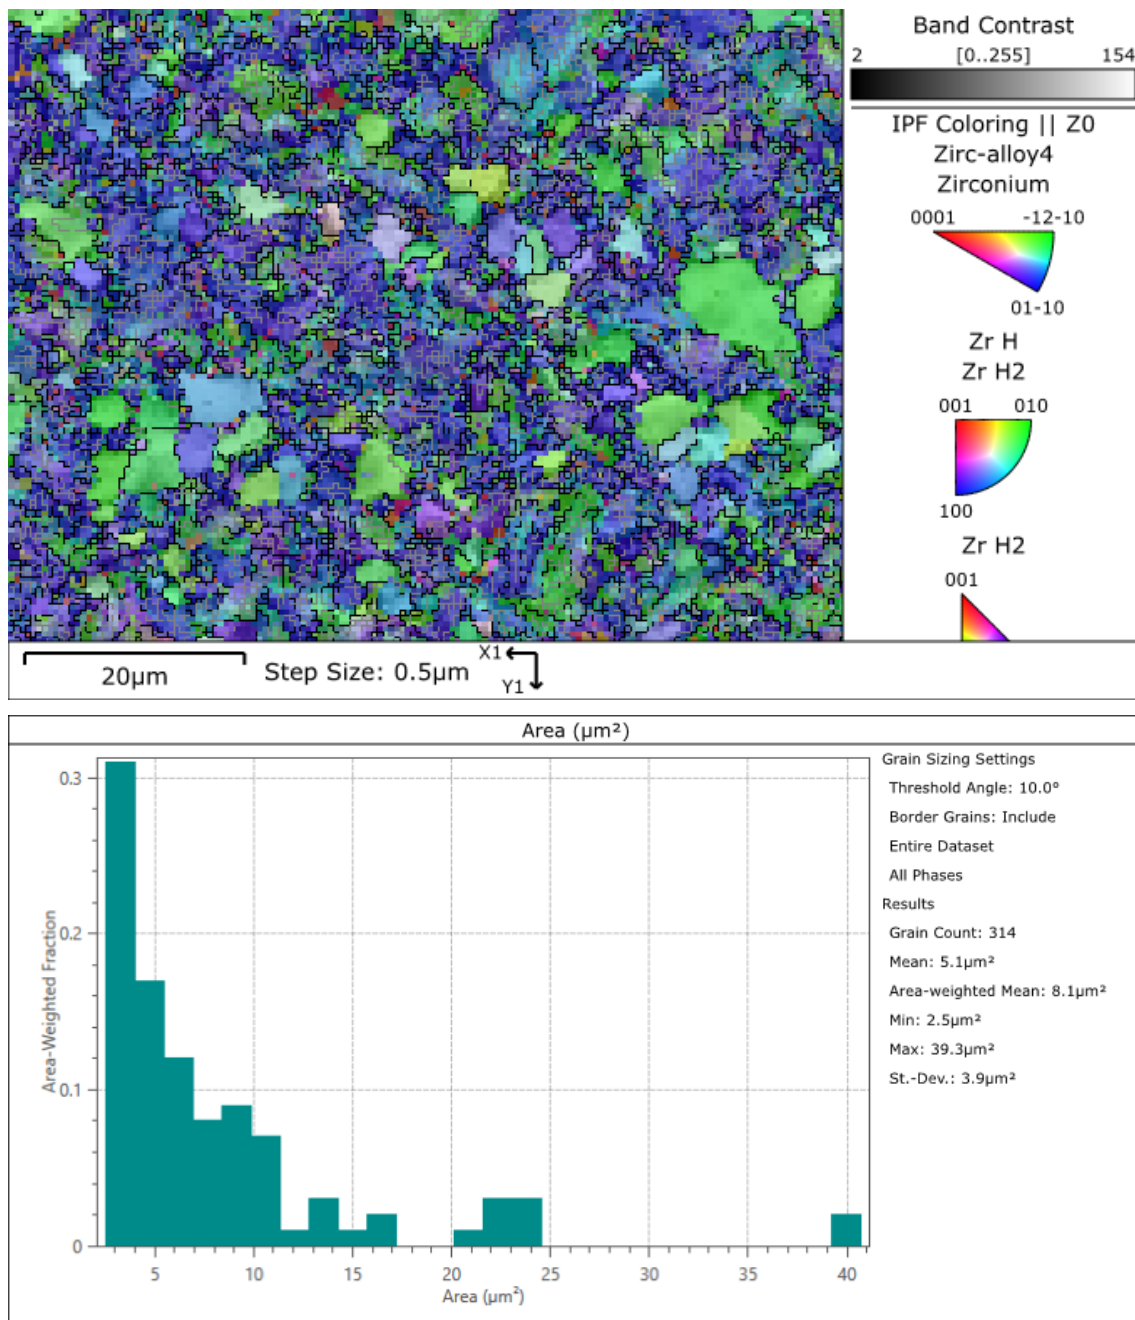 Band Contrast
2 [0..255] 154
IPF Coloring || Z0
Zirc-alloy4
Zirconium
0001 -12-10
01-10
Zr H
Zr H2
001 010
100
Zr H2
001
20µm
Step Size: 0.5µm
X1
Y1
Area (µm²)
0.3
0.2
0.1
0
Area-Weighted Fraction
5 10 15 20 25 30 35 40
Area (µm²)
Grain Sizing Settings
Threshold Angle: 10.0°
Border Grains: Include
Entire Dataset
All Phases
Results
Grain Count: 314
Mean: 5.1µm²
Area-weighted Mean: 8.1µm²
Min: 2.5µm²
Max: 39.3µm²
St.-Dev.: 3.9µm²